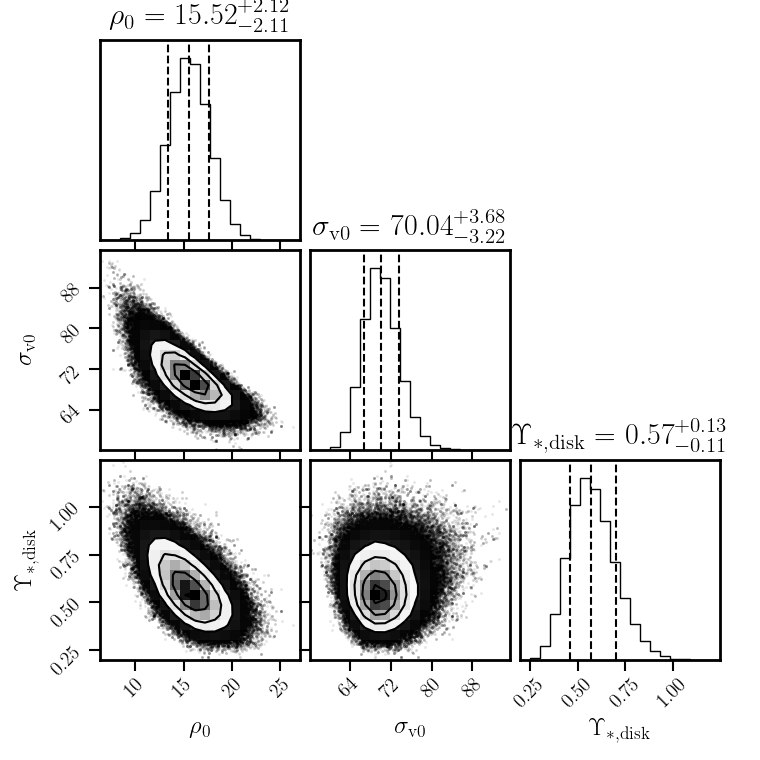 ρ₀ = 15.52⁺²·¹²₋₂.₁₁
σᵥ₀ = 70.04⁺³·⁶⁸₋₃.₂₂
88
80
72
64
σᵥ₀
ϒ*,disk = 0.57⁺⁰·¹³₋₀.₁₁
1.00
0.75
0.50
0.25
ϒ*,disk
10 15 20 25
64 72 80 88
0.25 0.50 0.75 1.00
ρ₀
σᵥ₀
ϒ*,disk